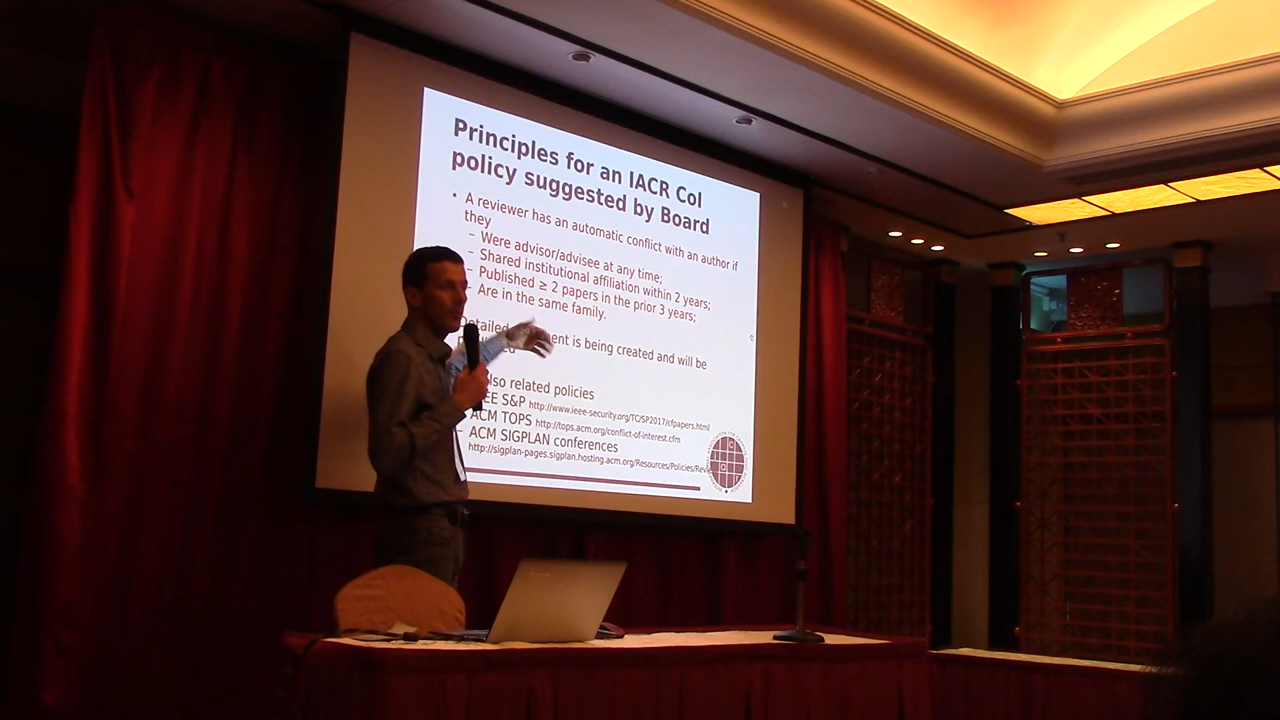 Principles for an IACR CoI
policy suggested by Board
• A reviewer has an automatic conflict with an author if
they
– Were advisor/advisee at any time;
– Shared institutional affiliation within 2 years;
– Published ≥ 2 papers in the prior 3 years;
– Are in the same family.
is being created and will be
also related policies
S&P http://www.ieee-security.org/TC/SP2017/cfpapers.html
ACM TOPS http://tops.acm.org/conflict-of-interest.cfm
– ACM SIGPLAN conferences
http://sigplan-pages.sigplan.hosting.acm.org/Resources/Policies/Rev